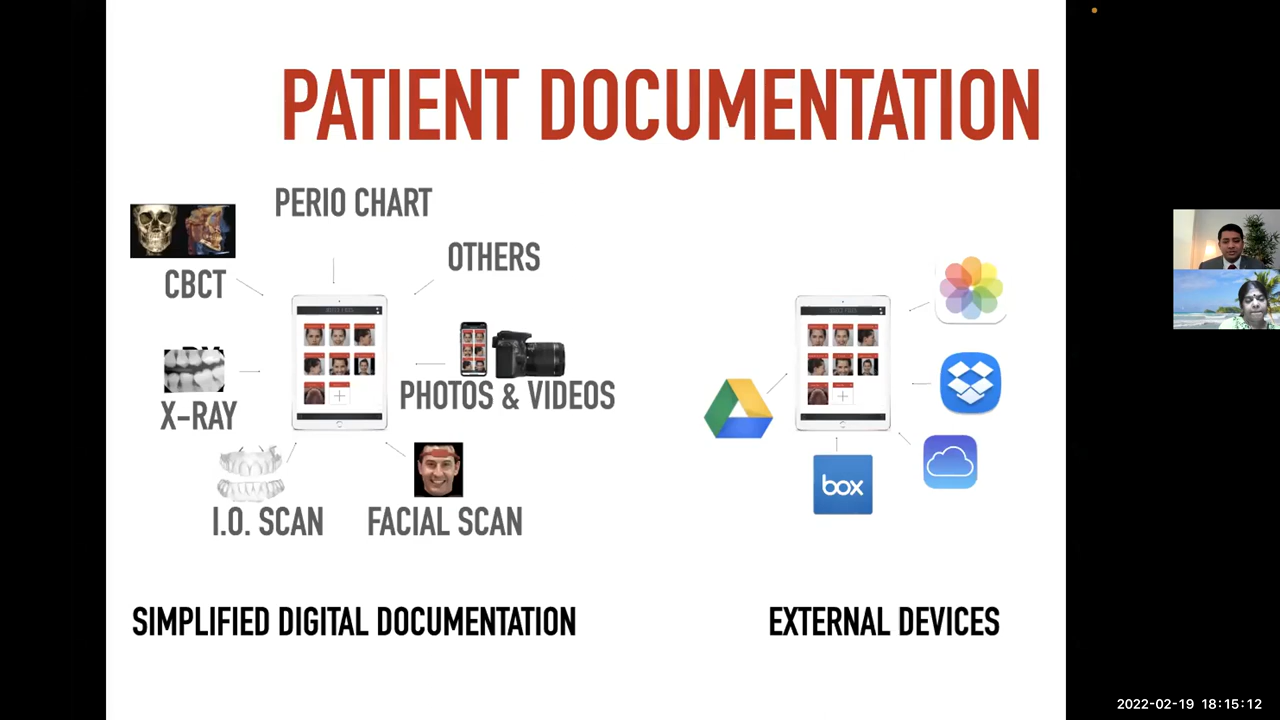 PATIENT DOCUMENTATION
PERIO CHART
OTHERS
CBCT
X-RAY
PHOTOS & VIDEOS
I.O. SCAN
FACIAL SCAN
box
SIMPLIFIED DIGITAL DOCUMENTATION
EXTERNAL DEVICES
2022-02-19 18:15:12